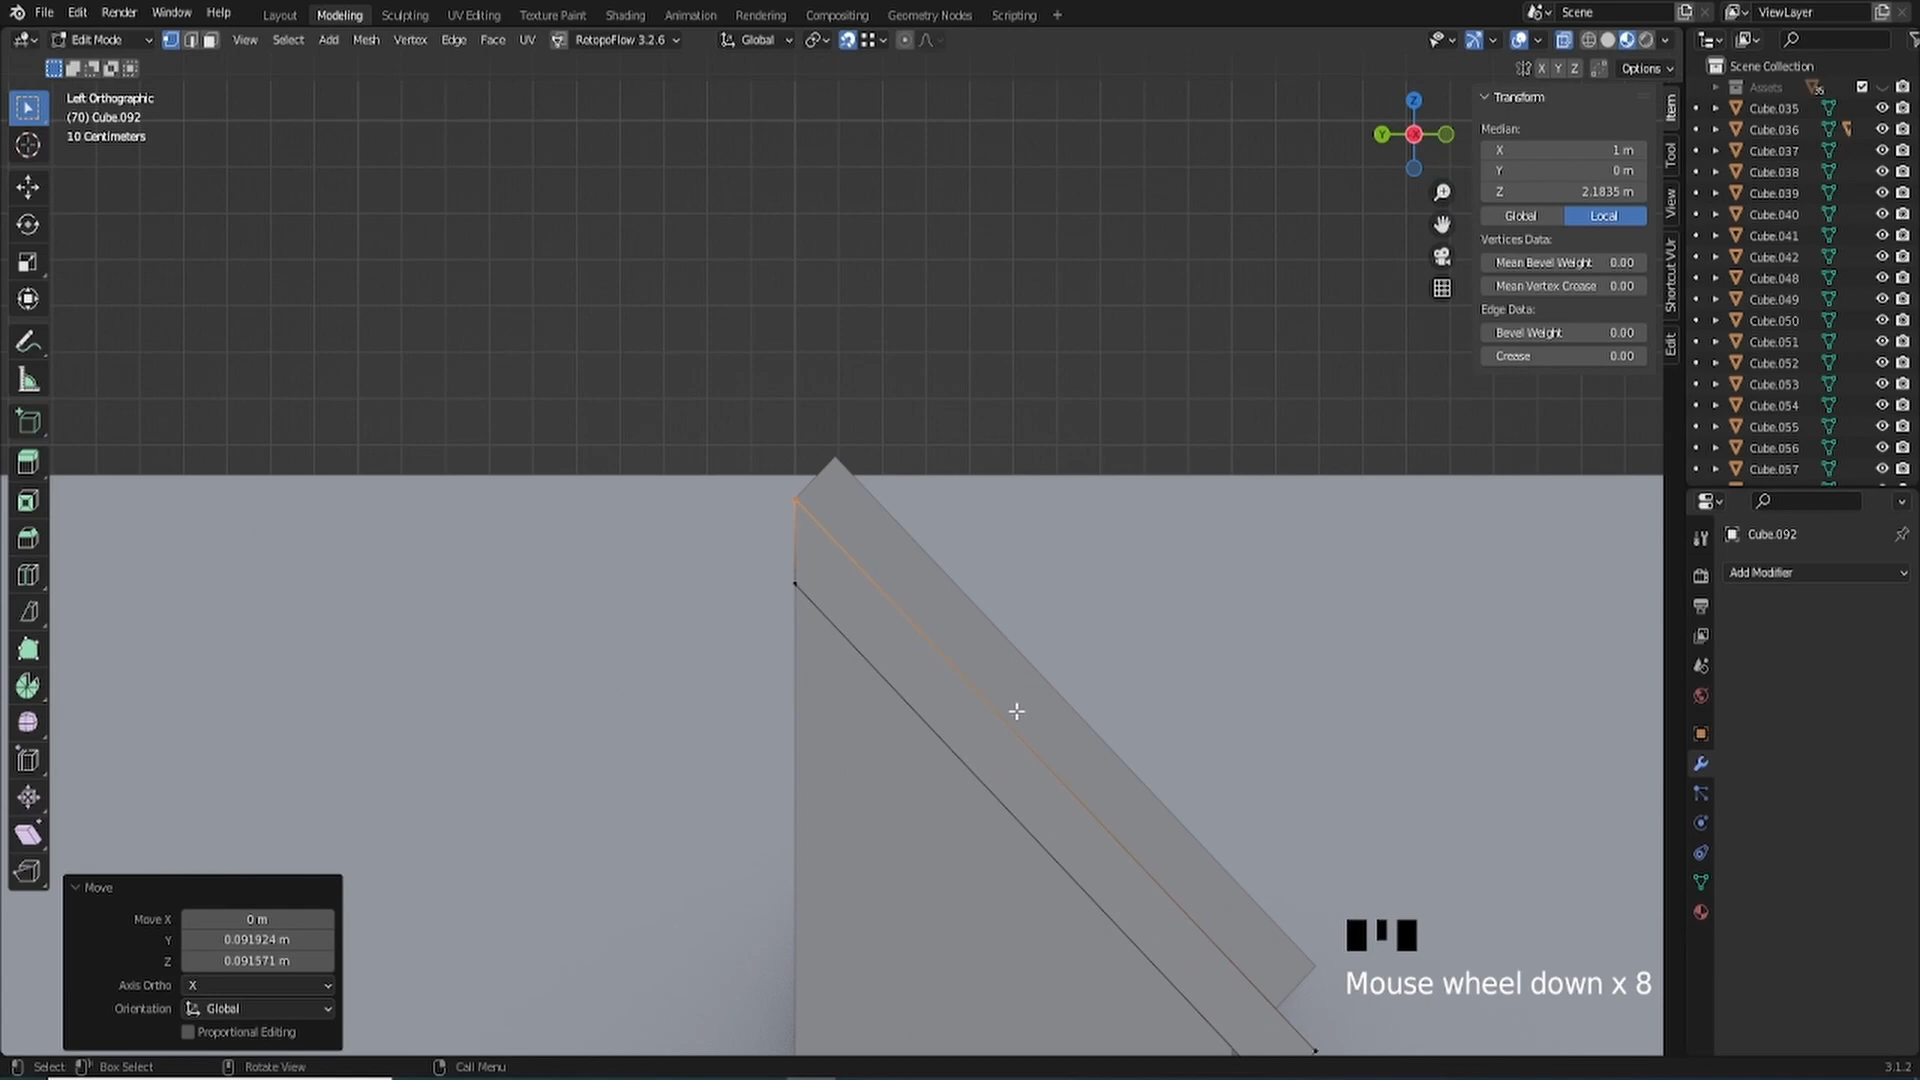 File Edit Render Window Help Layout Modeling Sculpting UV Editing Texture Paint Shading Animation Rendering Compositing Geometry Nodes Scripting + Scene ViewLayer
Edit Mode View Select Add Mesh Vertex Edge Face UV RetopoFlow 3.2.6 Global
X Y Z Options
Left Orthographic
(70) Cube.092
10 Centimeters
Z
Y
X
Transform
Median:
X 1 m
Y 0 m
Z 2.1835 m
Global Local
Vertices Data:
Mean Bevel Weight 0.00
Mean Vertex Crease 0.00
Edge Data:
Bevel Weight 0.00
Crease 0.00
Item
Tool
View
Shortcut VUr
Edit
Scene Collection
Assets 35
Cube.035
Cube.036
Cube.037
Cube.038
Cube.039
Cube.040
Cube.041
Cube.042
Cube.048
Cube.049
Cube.050
Cube.051
Cube.052
Cube.053
Cube.054
Cube.055
Cube.056
Cube.057
Cube.092
Add Modifier
Move
Move X 0 m
Y 0.091924 m
Z 0.091571 m
Axis Ortho X
Orientation Global
Proportional Editing
Mouse wheel down x 8
Select Box Select Rotate View Call Menu 3.1.2